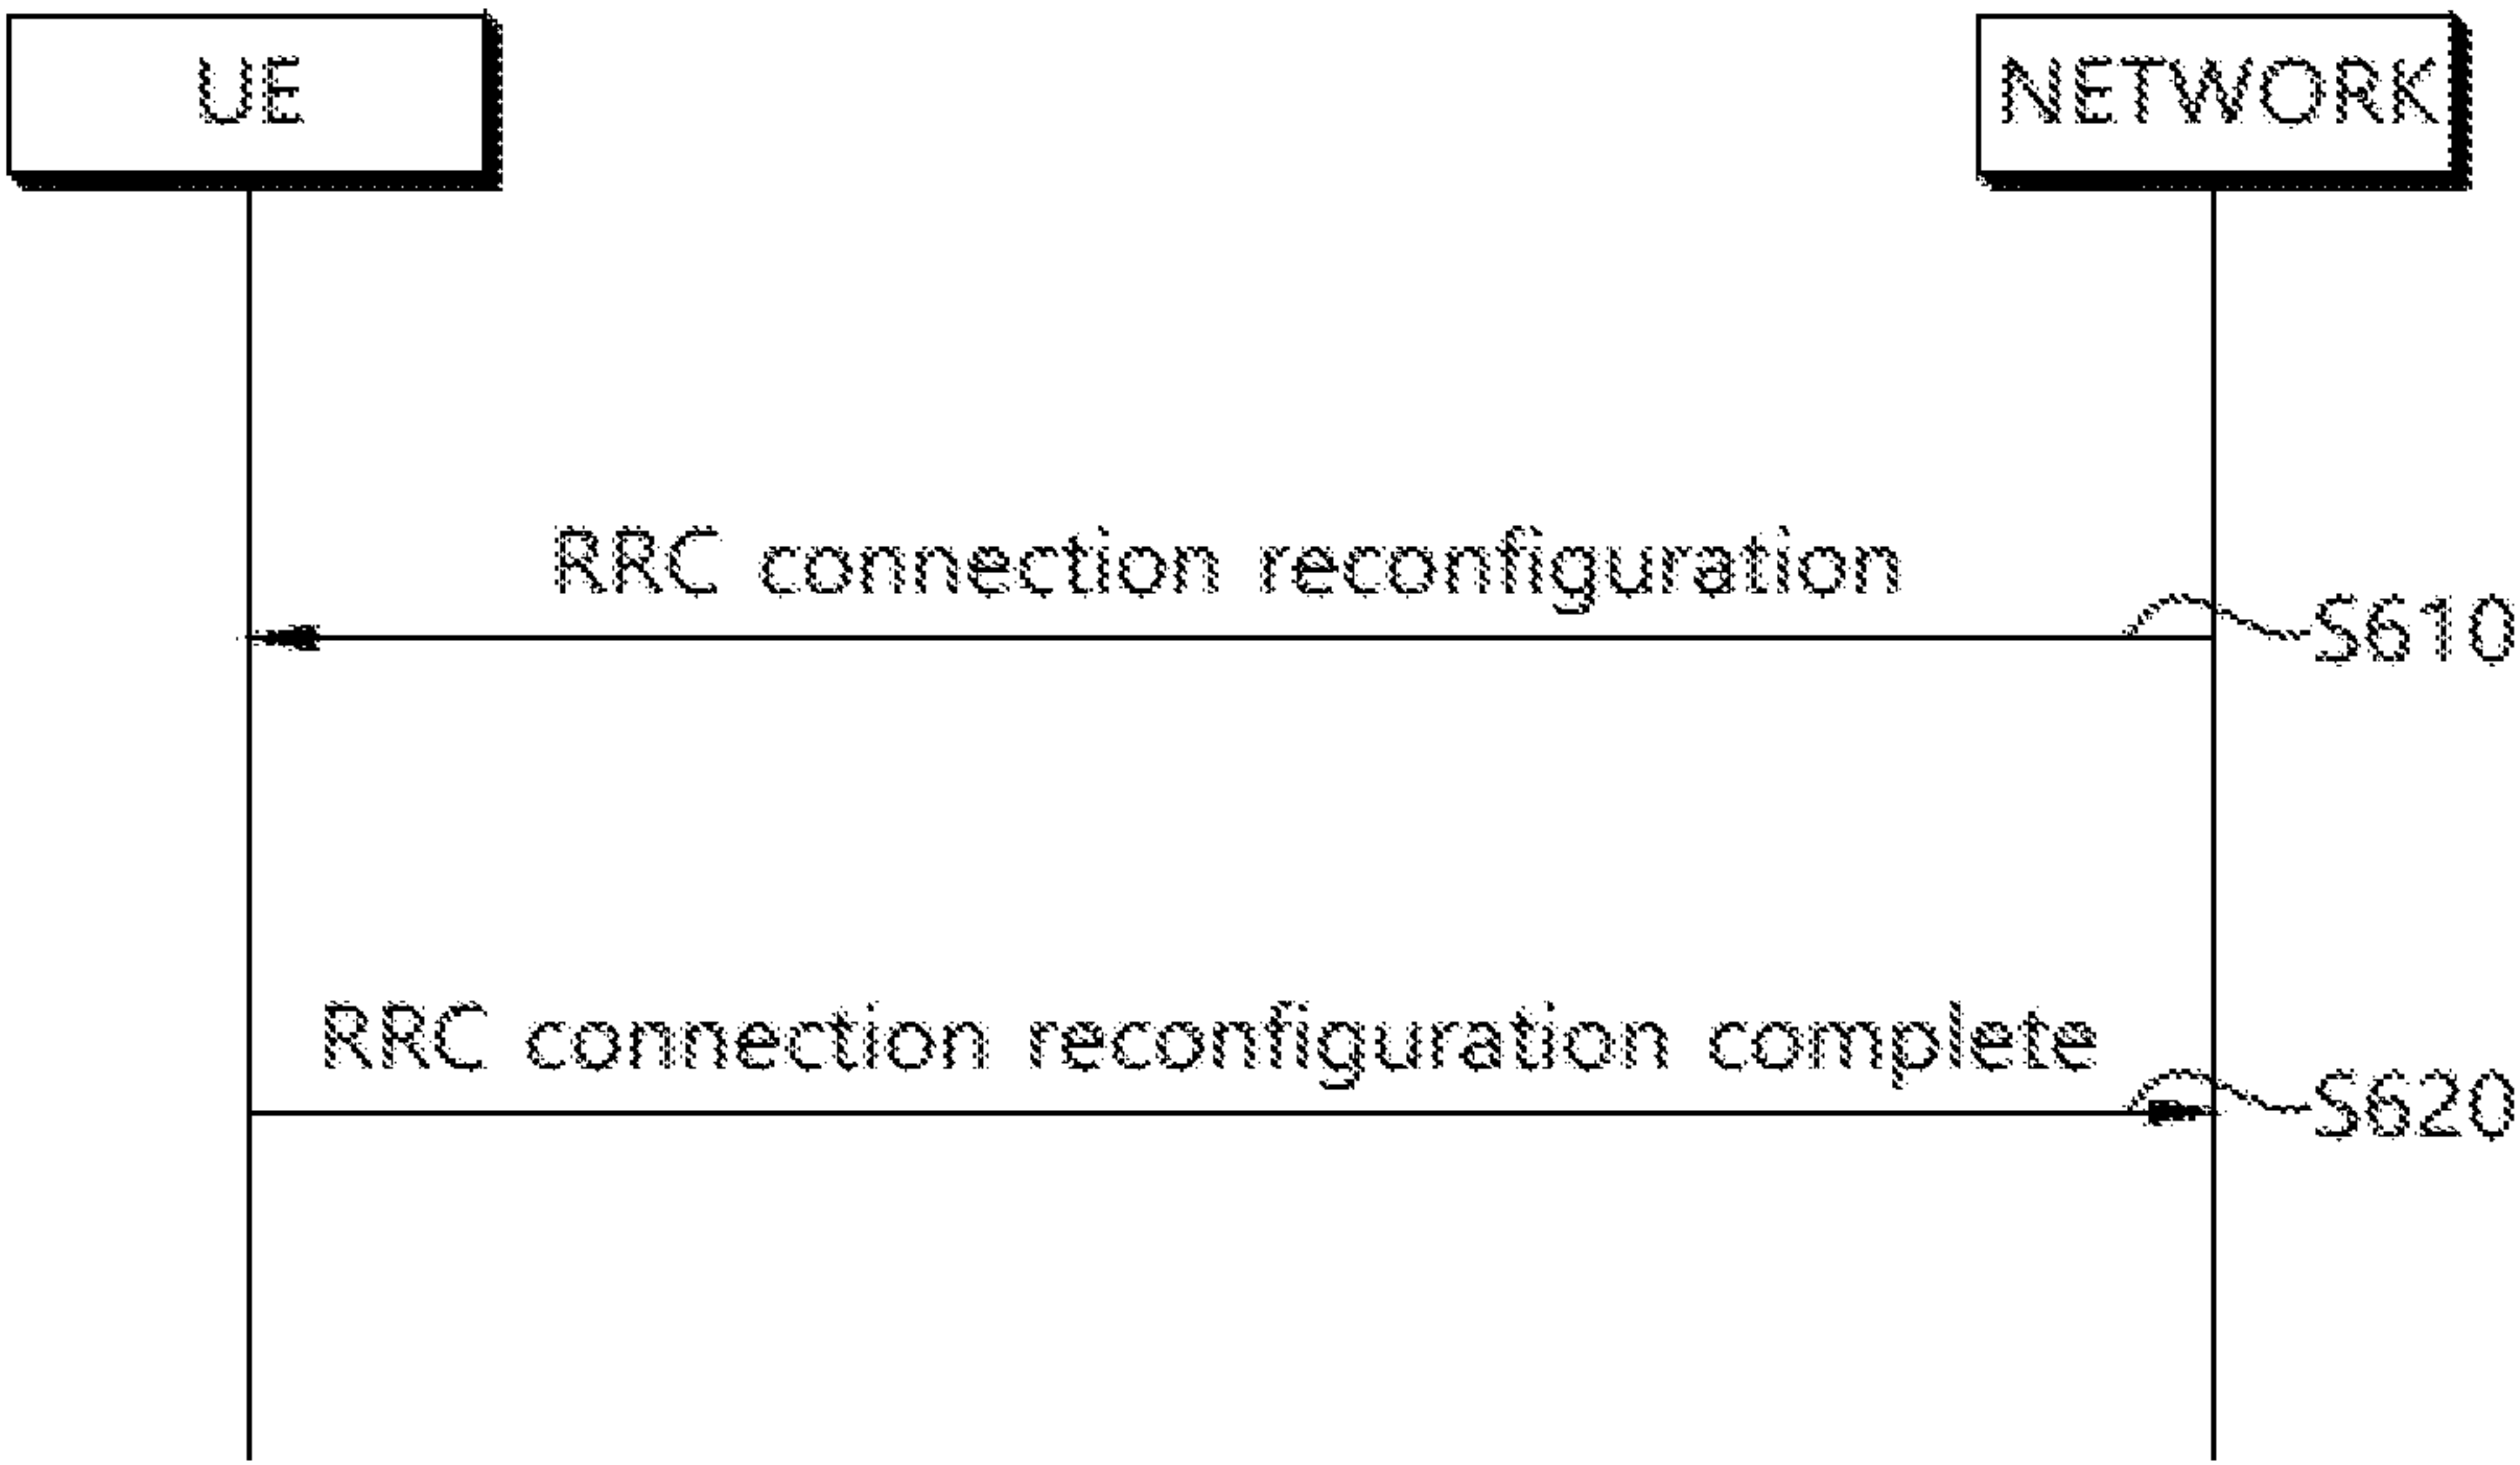 UE
NETWORK
RRC connection reconfiguration
S610
RRC connection reconfiguration complete
S620